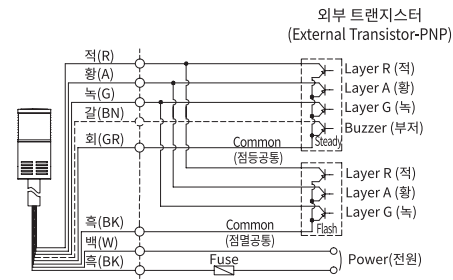 외부 트랜지스터
(External Transistor-PNP)
적(R)
황(A)
녹(G)
갈(BN)
회(GR)
Common
(점등공통)
Layer R (적)
Layer A (황)
Layer G (녹)
Buzzer (부저)
Steady
Layer R (적)
Layer A (황)
Layer G (녹)
Flash
흑(BK)
Common
(점멸공통)
백(W)
흑(BK)
Fuse
Power(전원)